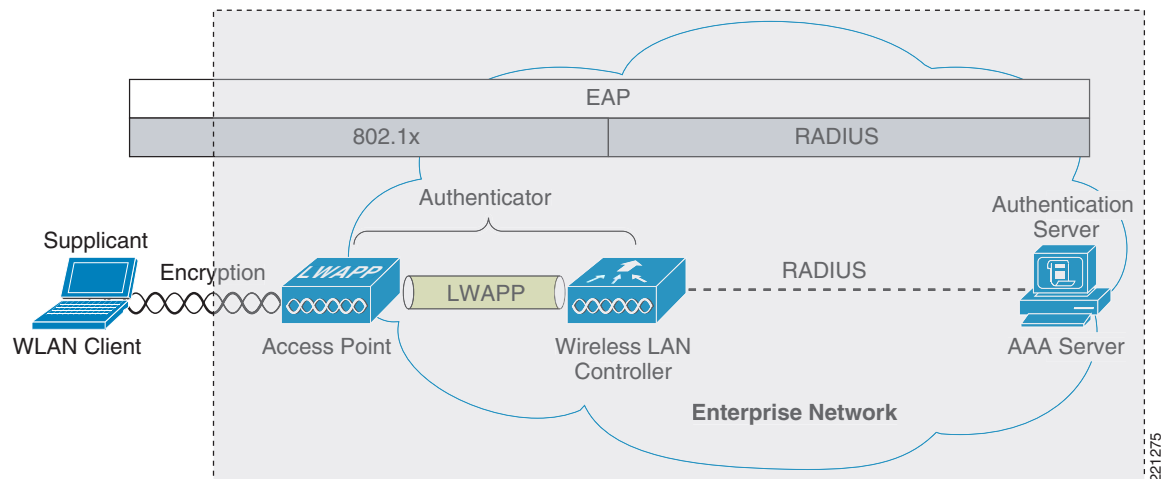 EAP
802.1x
RADIUS
Authenticator
Authentication
Server
Supplicant
Encryption
LWAPP
LWAPP
RADIUS
WLAN Client
Access Point
Wireless LAN
Controller
AAA Server
Enterprise Network
221275